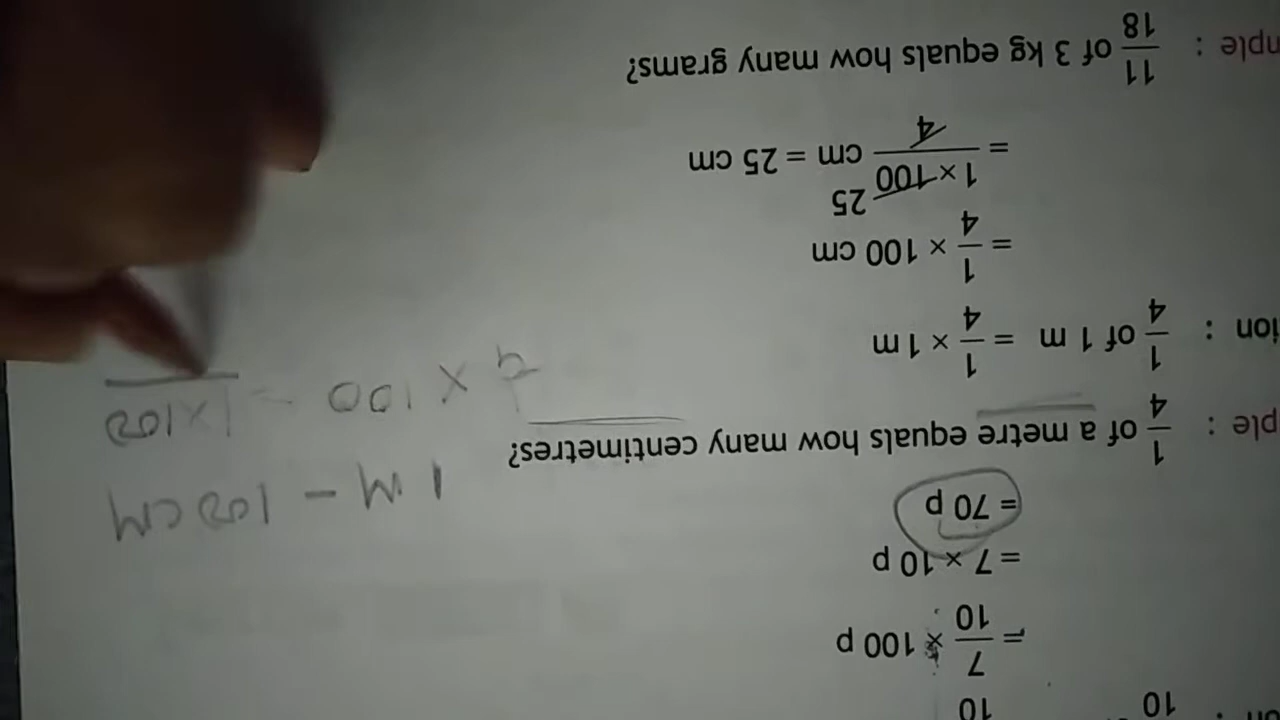 10 10
= 7/10 × 100 p
= 7 × 10 p
= 70 p
ple : 1/4 of a metre equals how many centimetres?
1 M - 100 CM
ion : 1/4 of 1 m = 1/4 × 1 m
× 100 = 1×100
= 1/4 × 100 cm
= 1 × 100 25/4 cm = 25 cm
mple : 11/18 of 3 kg equals how many grams?